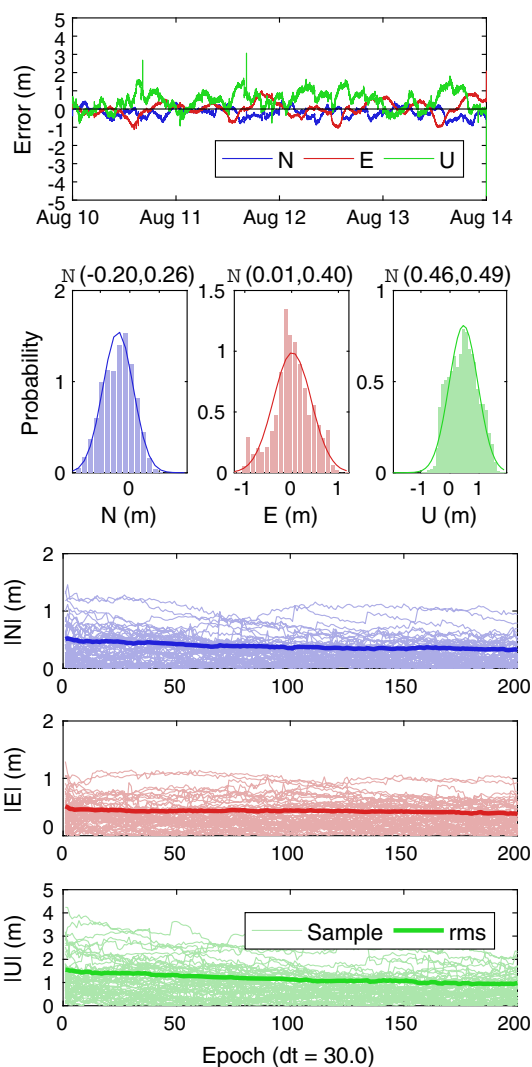 5
4
3
2
1
0
-1
-2
-3
-4
-5
Error (m)
N E U
Aug 10 Aug 11 Aug 12 Aug 13 Aug 14
N(-0.20,0.26) N(0.01,0.40) N(0.46,0.49)
2
1
0
1.5
1
0.5
0
1
0.5
0
Probability
0 -1 0 1 -1 0 1
N (m) E (m) U (m)
2
1
0
|N| (m)
0 50 100 150 200
2
1
0
|E| (m)
0 50 100 150 200
5
4
3
2
1
0
|U| (m)
Sample rms
0 50 100 150 200
Epoch (dt = 30.0)